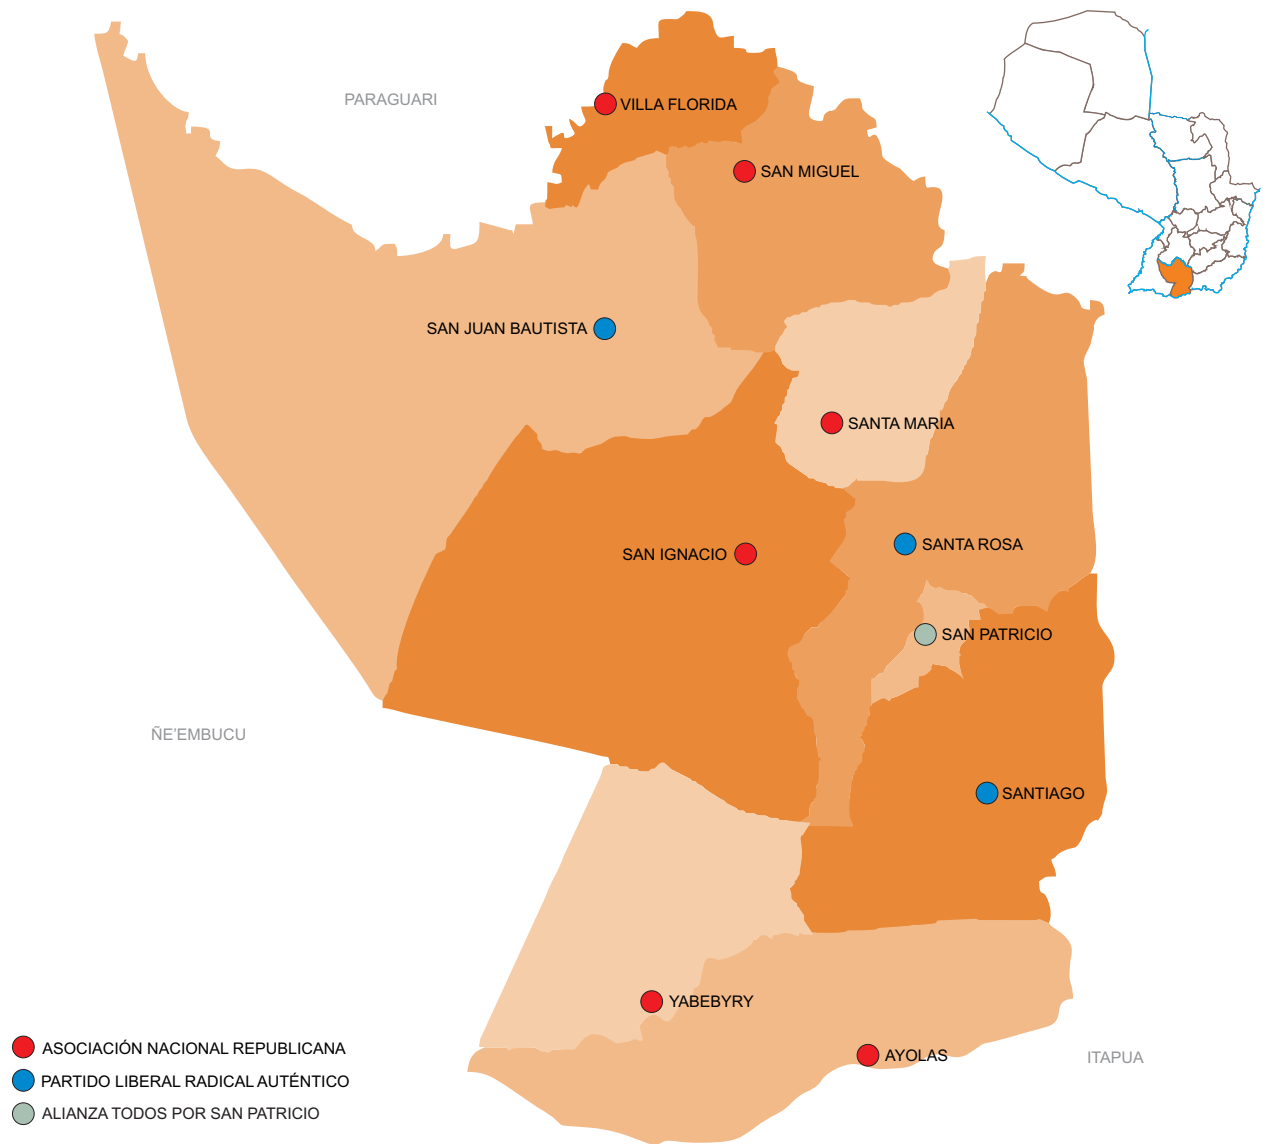 PARAGUARI
VILLA FLORIDA
SAN MIGUEL
SAN JUAN BAUTISTA
SANTA MARIA
SAN IGNACIO
SANTA ROSA
SAN PATRICIO
ÑE'EMBUCU
SANTIAGO
YABEBYRY
AYOLAS
ITAPUA
ASOCIACIÓN NACIONAL REPUBLICANA
PARTIDO LIBERAL RADICAL AUTÉNTICO
ALIANZA TODOS POR SAN PATRICIO